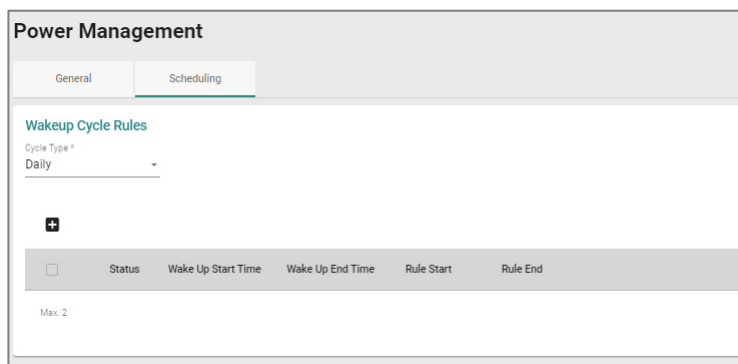 Power Management
General Scheduling
Wakeup Cycle Rules
Cycle Type *
Daily
Status Wake Up Start Time Wake Up End Time Rule Start Rule End
Max. 2